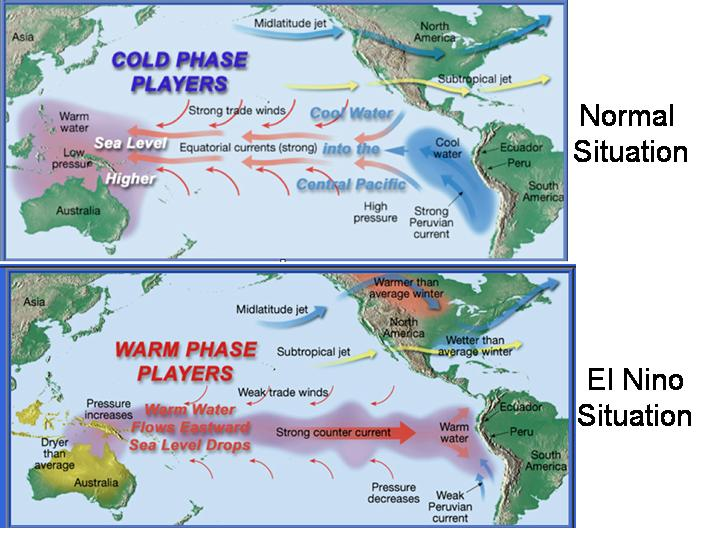 Asia
Midlatitude jet
North
America
COLD PHASE
PLAYERS
Subtropical jet
Strong trade winds
Warm
water
Cool Water
Sea Level
Equatorial currents (strong)
into the
Cool
water
Ecuador
Low
pressure
Peru
Higher
Central Pacific
South
America
Australia
High
pressure
Strong
Peruvian
current
Normal
Situation
Asia
Warmer than
average winter
Midlatitude jet
North
America
Wetter than
average winter
WARM PHASE
PLAYERS
Subtropical jet
Weak trade winds
Pressure
increases
Warm Water
Flows Eastward
Sea Level Drops
Strong counter current
Warm
water
Ecuador
Peru
Dryer
than
average
South
America
Australia
Pressure
decreases
Weak
Peruvian
current
El Nino
Situation